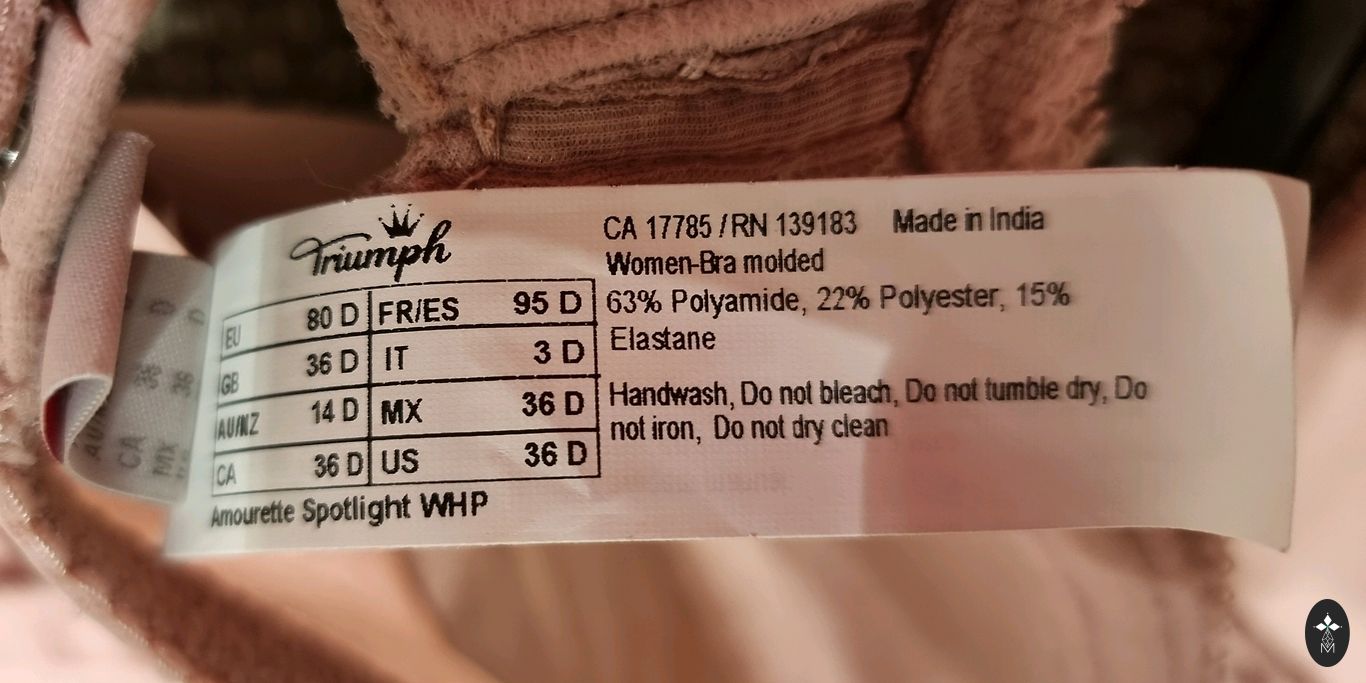 Triumph
EU 80 D FR/ES 95 D
GB 36 D IT 3 D
AU/NZ 14 D MX 36 D
CA 36 D US 36 D
Amourette Spotlight WHP
CA 17785 / RN 139183 Made in India
Women-Bra molded
63% Polyamide, 22% Polyester, 15%
Elastane
Handwash, Do not bleach, Do not tumble dry, Do
not iron, Do not dry clean
CA
MX